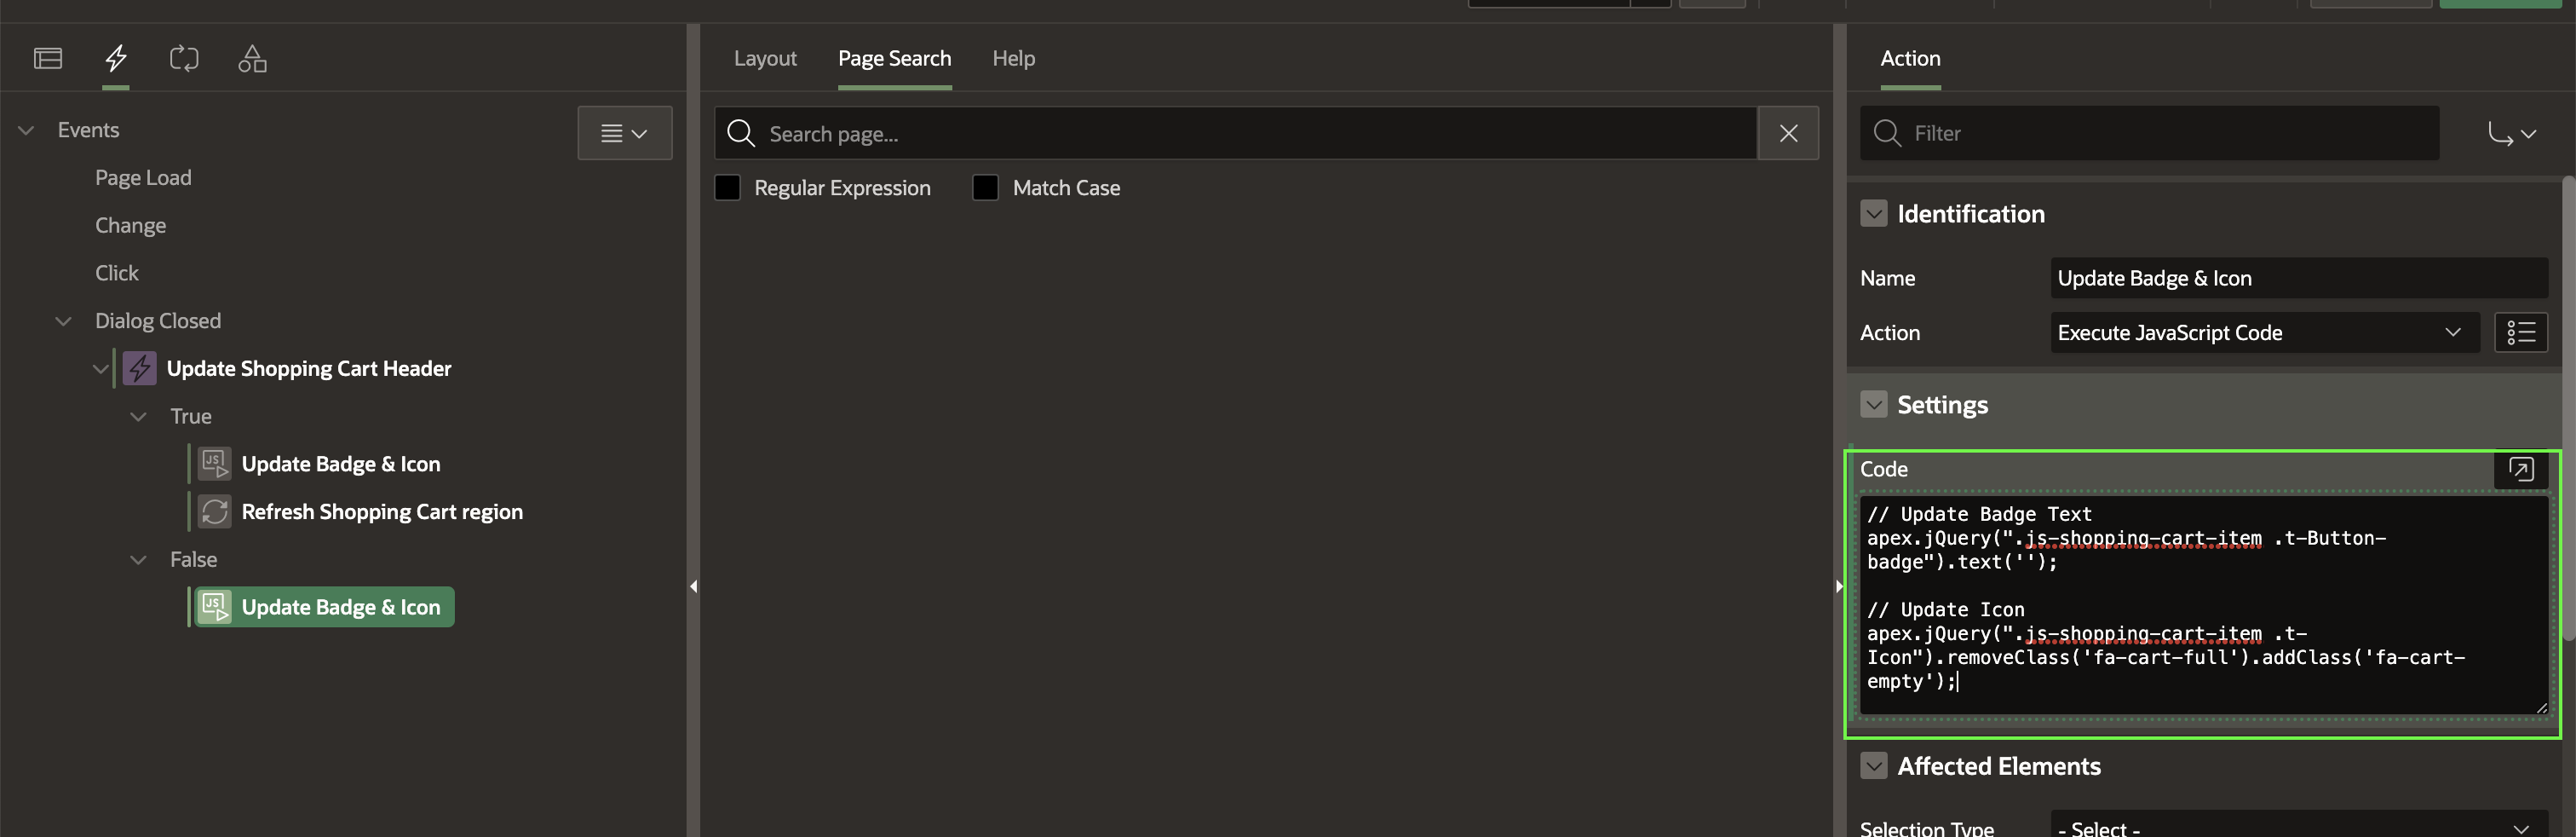 Layout
Page Search
Help
Action
Events
Search page...
Filter
Page Load
Regular Expression
Match Case
Identification
Change
Click
Name
Update Badge & Icon
Dialog Closed
Action
Execute JavaScript Code
Update Shopping Cart Header
Settings
True
Update Badge & Icon
Code
Refresh Shopping Cart region
// Update Badge Text
apex.jQuery(".js-shopping-cart-item .t-Button-
badge").text('');
False
Update Badge & Icon
// Update Icon
apex.jQuery(".js-shopping-cart-item .t-
Icon").removeClass('fa-cart-full').addClass('fa-cart-
empty');
Affected Elements
Selection Type
- Select -